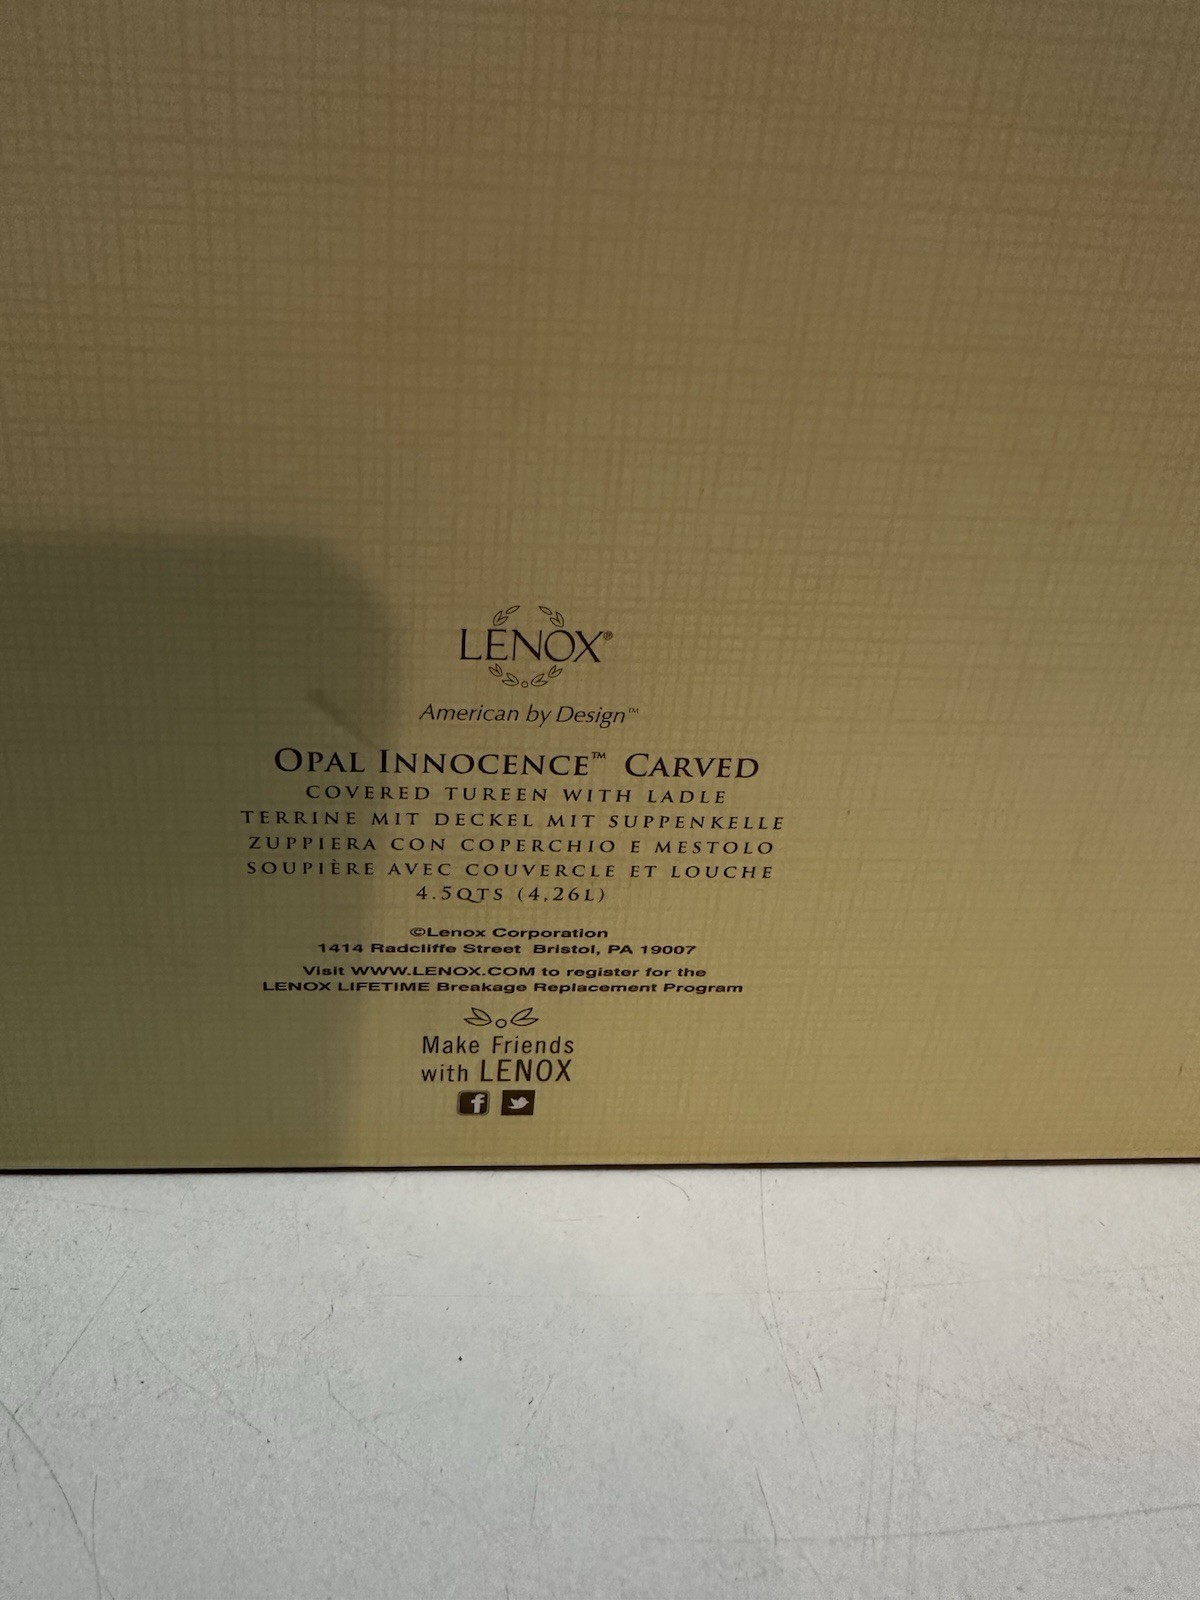 LENOX®
American by Design™
OPAL INNOCENCE™ CARVED
COVERED TUREEN WITH LADLE
TERRINE MIT DECKEL MIT SUPPENKELLE
ZUPPIERA CON COPERCHIO E MESTOLO
SOUPIÈRE AVEC COUVERCLE ET LOUCHE
4.5QTS (4,26L)
©Lenox Corporation
1414 Radcliffe Street Bristol, PA 19007
Visit WWW.LENOX.COM to register for the
LENOX LIFETIME Breakage Replacement Program
Make Friends
with LENOX